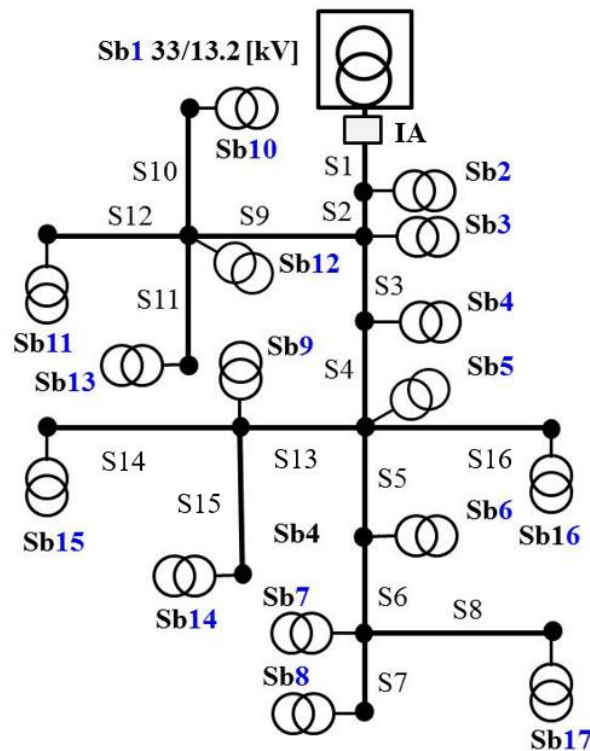 Sb1 33/13.2 [kV]
IA
Sb10
S1
Sb2
S10
S2
Sb3
S12
S9
Sb12
S3
S11
Sb4
Sb11
Sb13
Sb9
S4
Sb5
S14
S13
S16
S15
S5
Sb15
Sb4
Sb6
Sb16
Sb14
Sb7
S6
S8
Sb8
S7
Sb17